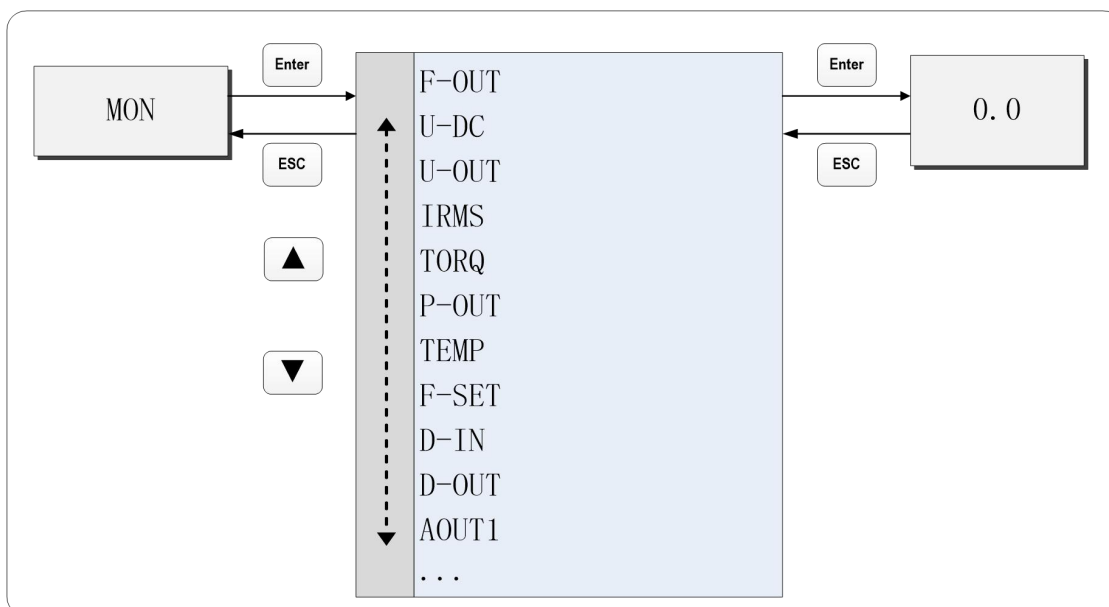 MON
Enter
ESC
▲
▼
F-OUT
U-DC
U-OUT
IRMS
TORQ
P-OUT
TEMP
F-SET
D-IN
D-OUT
AOUT1
...
Enter
ESC
0.0